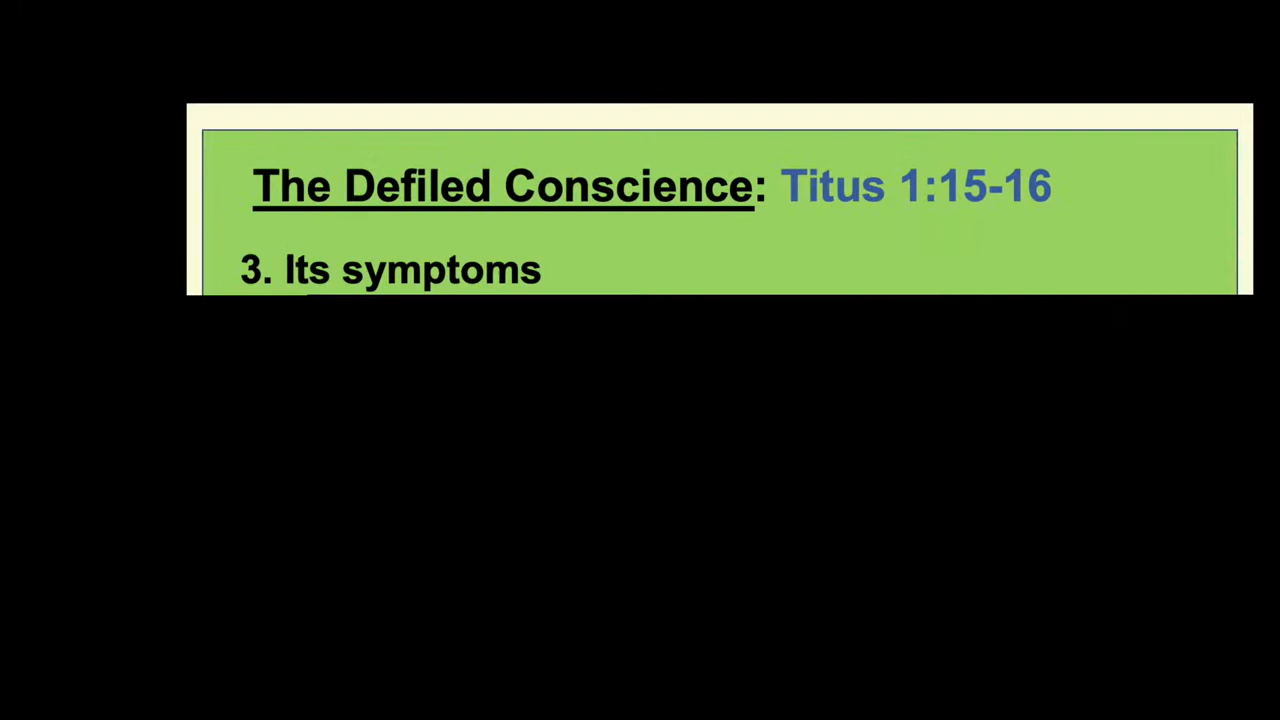 The Defiled Conscience: Titus 1:15-16
3. Its symptoms